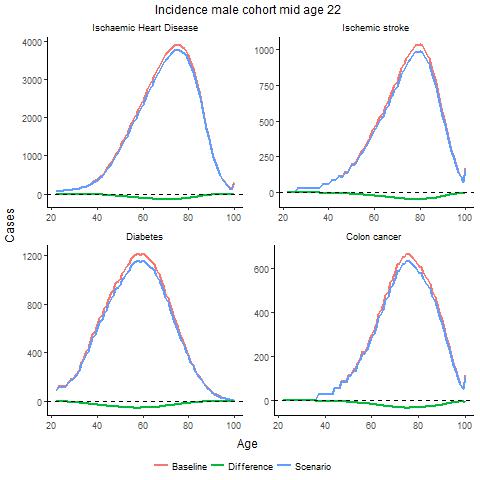 Incidence male cohort mid age 22
Ischaemic Heart Disease
Ischemic stroke
4000
3000
2000
1000
0
20 40 60 80 100
1000
750
500
250
0
20 40 60 80 100
Cases
Diabetes
Colon cancer
1200
800
400
0
20 40 60 80 100
600
400
200
0
20 40 60 80 100
Age
Baseline Difference Scenario